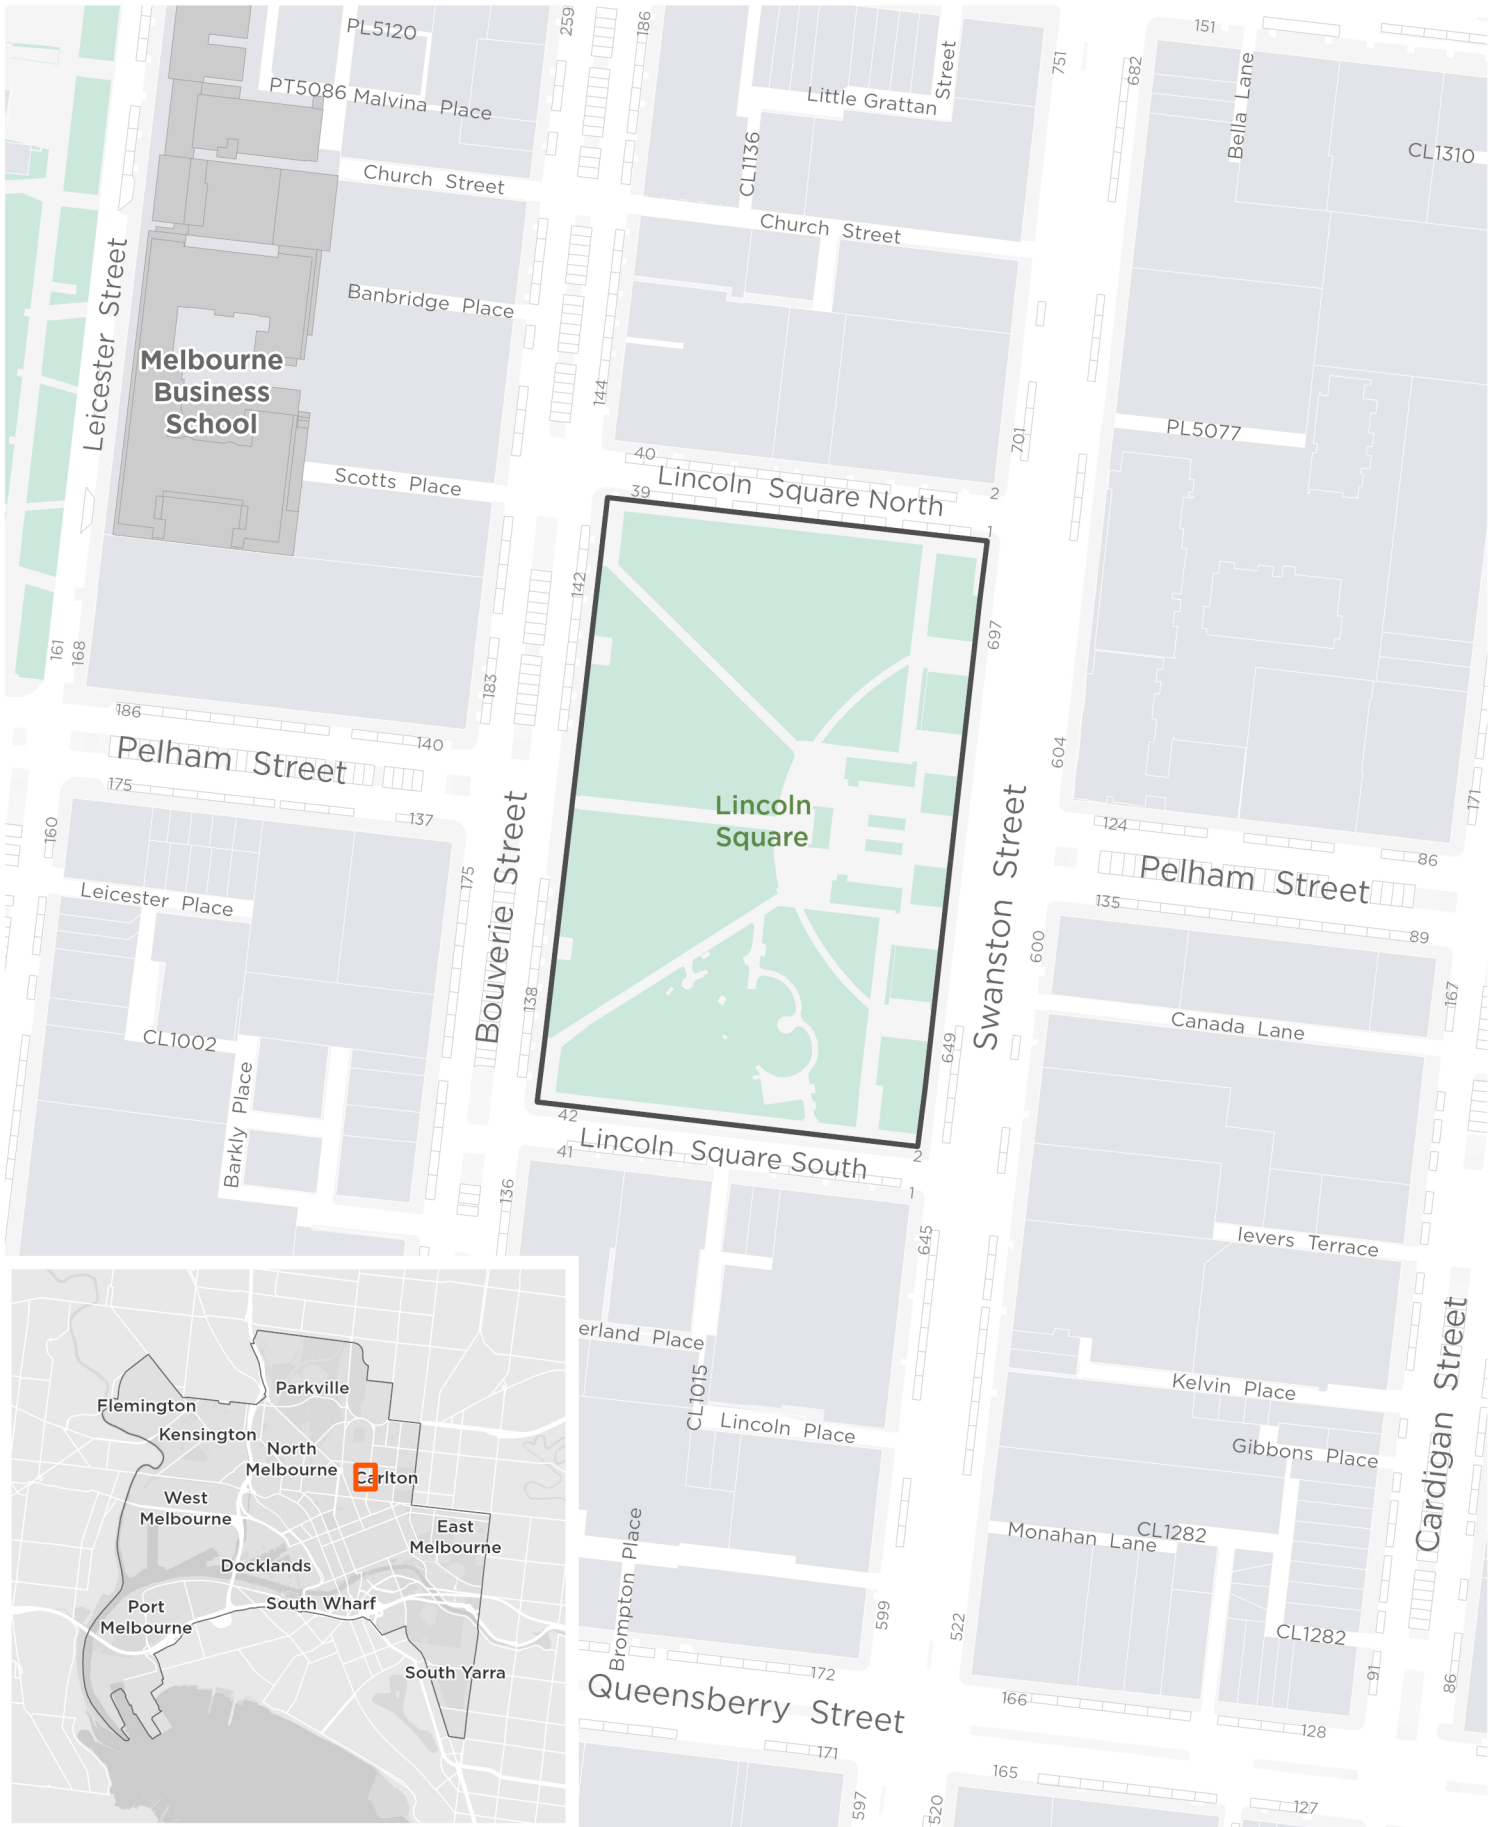 PL5120
259
186
Street
751
682
151
Bella Lane
PT5086 Malvina Place
Little Grattan
CL1310
CL1136
Church Street
Church Street
Leicester Street
Banbridge Place
Melbourne
Business
School
144
PL5077
701
40
Scotts Place
Lincoln Square North
39
2
1
142
161
168
697
183
186
140
Pelham Street
604
175
137
Lincoln
Square
171
124
160
86
Bouverie Street
Swanston Street
Pelham Street
175
Leicester Place
135
89
600
138
167
CL1002
Canada Lane
649
Barkly Place
42
41
Lincoln Square South
2
136
1
645
Ievers Terrace
Cardigan Street
erland Place
CL1015
Kelvin Place
Lincoln Place
Gibbons Place
Brompton Place
Monahan Lane
CL1282
599
522
CL1282
172
91
86
Queensberry Street
166
128
171
165
597
520
127
Parkville
Flemington
Kensington
North
Melbourne
Carlton
West
Melbourne
East
Melbourne
Docklands
South Wharf
Port
Melbourne
South Yarra